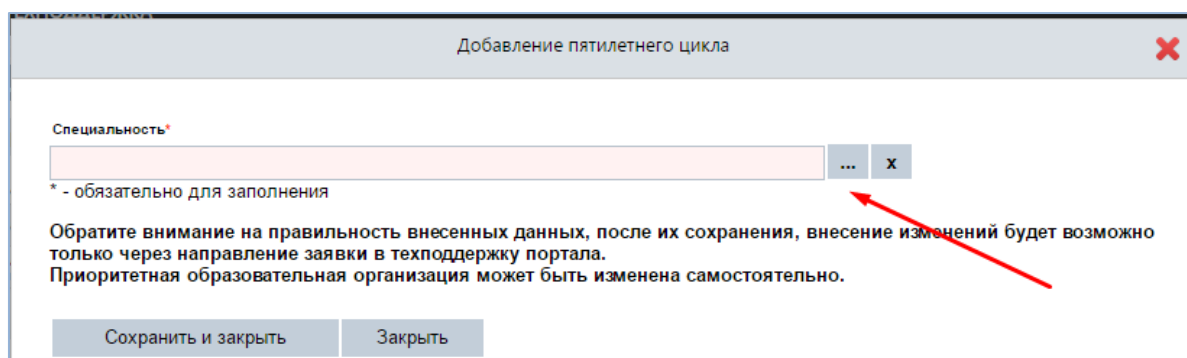 Добавление пятилетнего цикла
Специальность*
... x
* - обязательно для заполнения
Обратите внимание на правильность внесенных данных, после их сохранения, внесение изменений будет возможно
только через направление заявки в техподдержку портала.
Приоритетная образовательная организация может быть изменена самостоятельно.
Сохранить и закрыть Закрыть